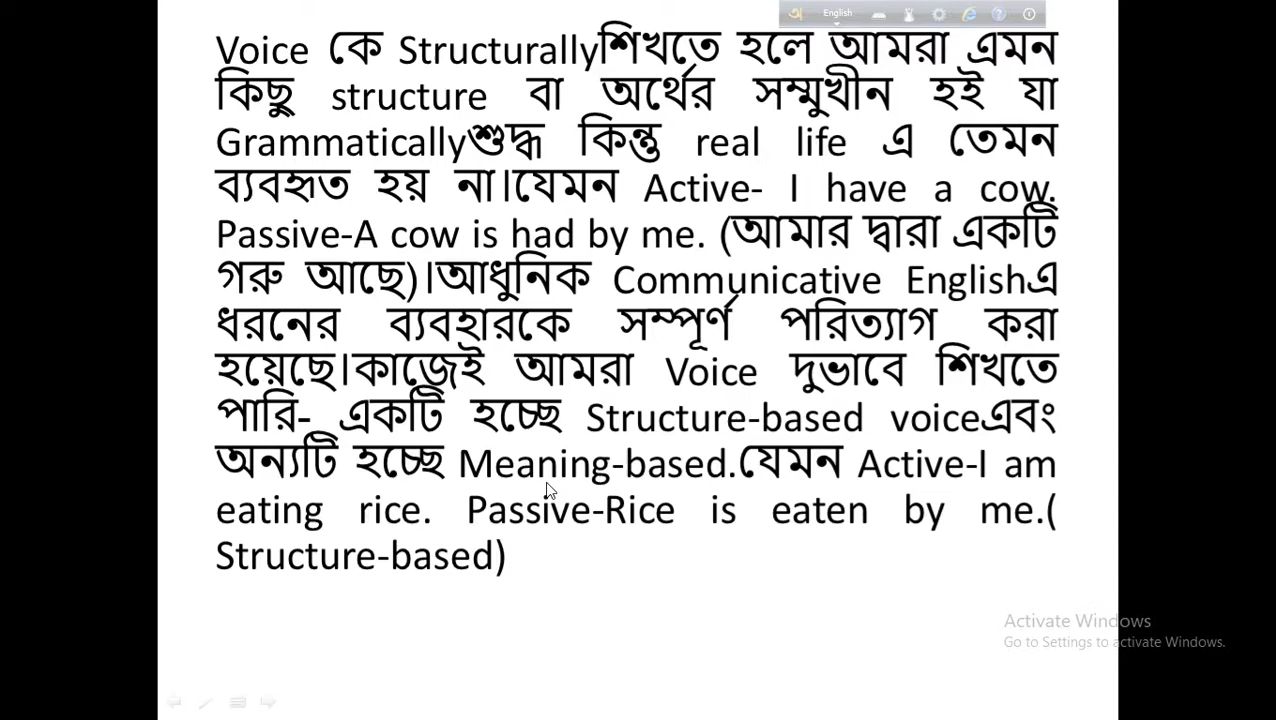 English
Voice কে Structurallyশিখতে হলে আমরা এমন
কিছু structure বা অর্থের সম্মুখীন হই যা
Grammaticallyশুদ্ধ কিন্তু real life এ তেমন
ব্যবহৃত হয় না।যেমন Active- I have a cow.
Passive-A cow is had by me. (আমার দ্বারা একটি
গরু আছে)।আধুনিক Communicative Englishএ
ধরনের ব্যবহারকে সম্পূর্ণ পরিত্যাগ করা
হয়েছে।কাজেই আমরা Voice দুভাবে শিখতে
পারি- একটি হচ্ছে Structure-based voiceএবং
অন্যটি হচ্ছে Meaning-based.যেমন Active-I am
eating rice. Passive-Rice is eaten by me.(
Structure-based)
Activate Windows
Go to Settings to activate Windows.